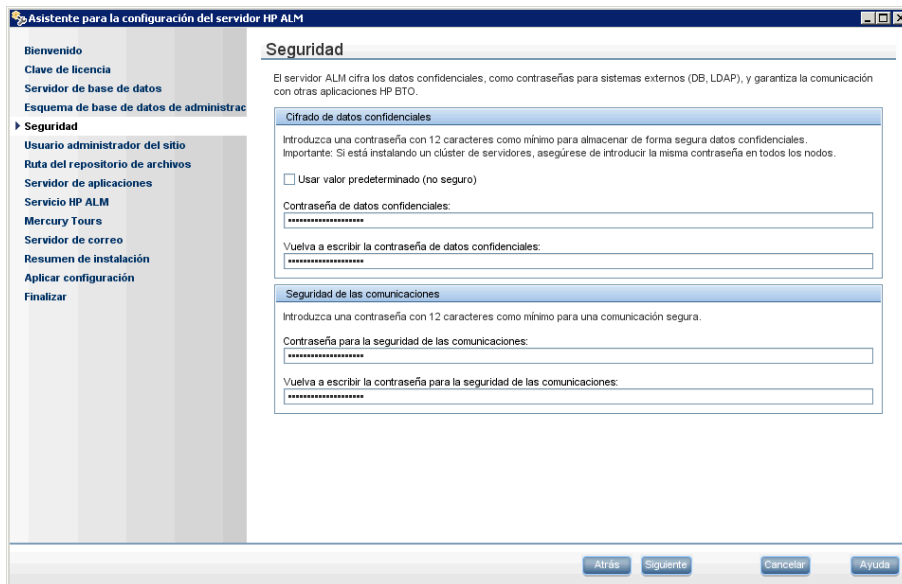 Asistente para la configuración del servidor HP ALM
Bienvenido
Clave de licencia
Servidor de base de datos
Esquema de base de datos de administrac
Seguridad
Usuario administrador del sitio
Ruta del repositorio de archivos
Servidor de aplicaciones
Servicio HP ALM
Mercury Tours
Servidor de correo
Resumen de instalación
Aplicar configuración
Finalizar
Seguridad
El servidor ALM cifra los datos confidenciales, como contraseñas para sistemas externos (DB, LDAP), y garantiza la comunicación
con otras aplicaciones HP BTO.
Cifrado de datos confidenciales
Introduzca una contraseña con 12 caracteres como mínimo para almacenar de forma segura datos confidenciales.
Importante: Si está instalando un clúster de servidores, asegúrese de introducir la misma contraseña en todos los nodos.
Usar valor predeterminado (no seguro)
Contraseña de datos confidenciales:
Vuelva a escribir la contraseña de datos confidenciales:
Seguridad de las comunicaciones
Introduzca una contraseña con 12 caracteres como mínimo para una comunicación segura.
Contraseña para la seguridad de las comunicaciones:
Vuelva a escribir la contraseña para la seguridad de las comunicaciones:
Atrás
Siguiente
Cancelar
Ayuda